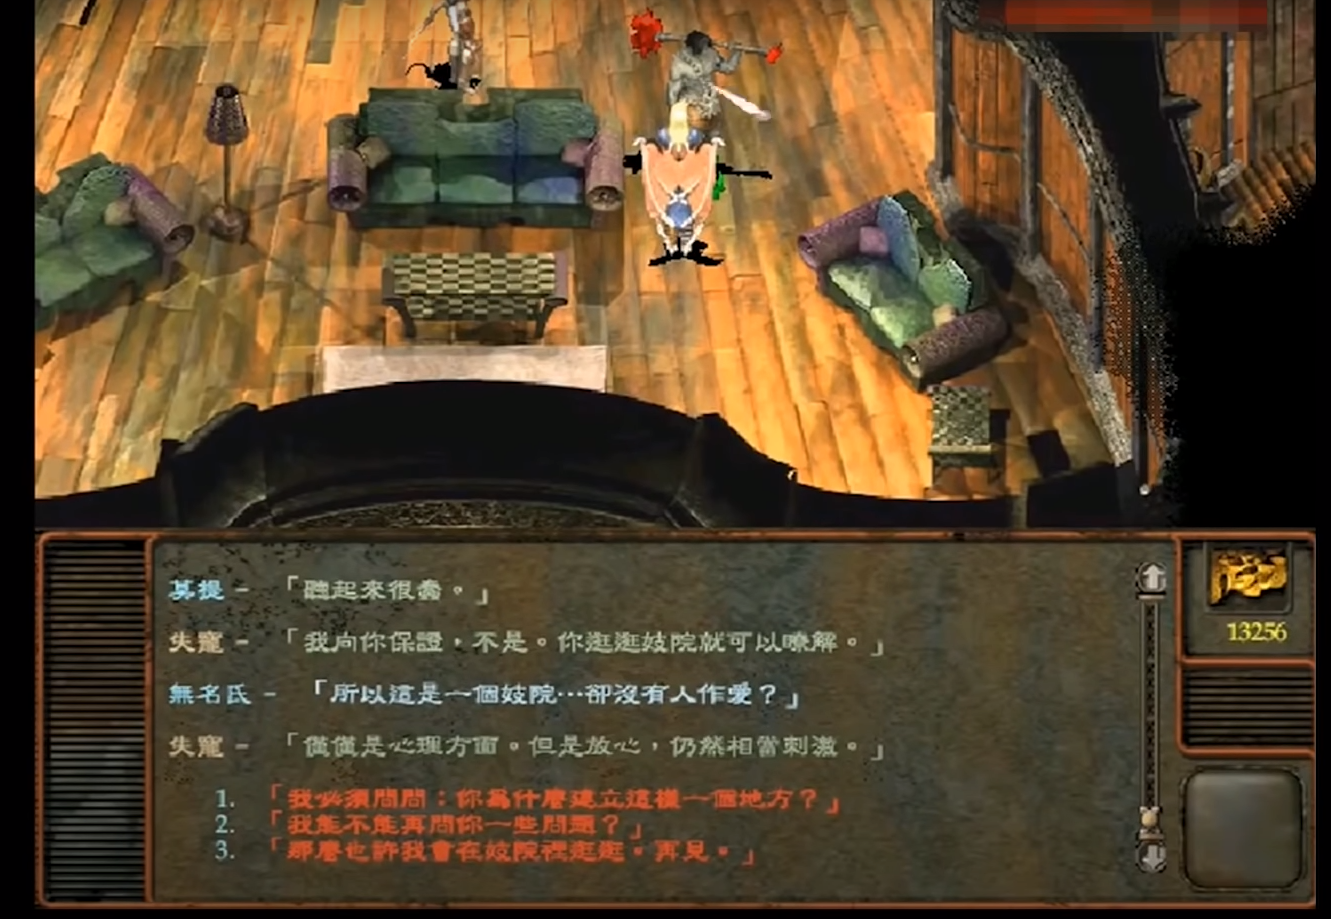 莫提 - 「聽起來很蠢。」
失寵 - 「我向你保證，不是。你逛逛妓院就可以瞭解。」
無名氏 - 「所以這是一個妓院…卻沒有人作愛？」
失寵 - 「僅僅是心理方面。但是放心，仍然相當刺激。」
1. 「我必須問問：你為什麼建立這樣一個地方？」
2. 「我能不能再問你一些問題？」
3. 「那麼也許我會在妓院裡逛逛。再見。」
13256